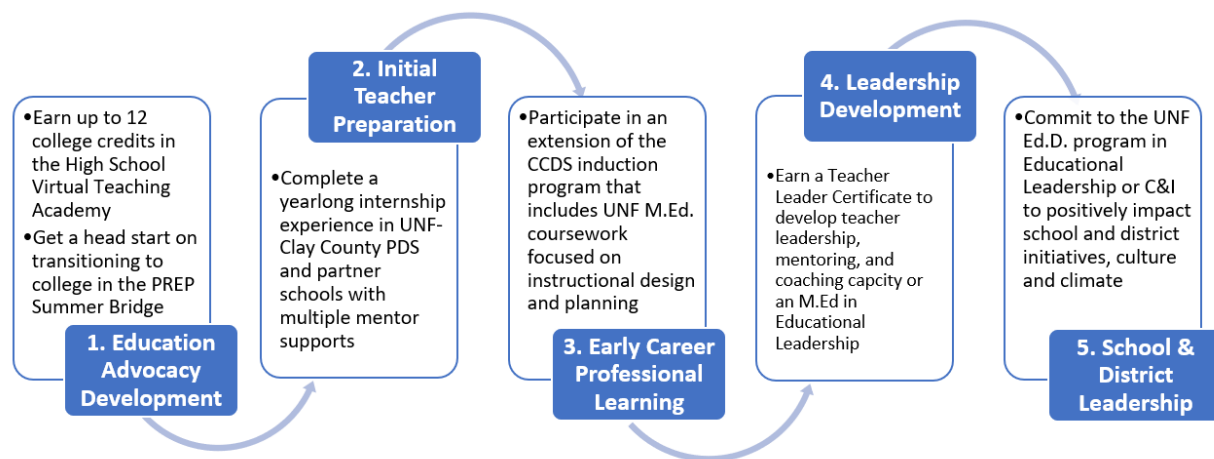 •Earn up to 12
college credits in
the High School
Virtual Teaching
Academy
•Get a head start on
transitioning to
college in the PREP
Summer Bridge
1. Education
Advocacy
Development
2. Initial
Teacher
Preparation
•Complete a
yearlong internship
experience in UNF-
Clay County PDS
and partner
schools with
multiple mentor
supports
•Participate in an
extension of the
CCDS induction
program that
includes UNF M.Ed.
coursework
focused on
instructional design
and planning
3. Early Career
Professional
Learning
4. Leadership
Development
•Earn a Teacher
Leader Certificate to
develop teacher
leadership,
mentoring, and
coaching capcity or
an M.Ed in
Educational
Leadership
•Commit to the UNF
Ed.D. program in
Educational
Leadership or C&I
to positively impact
school and district
initiatives, culture
and climate
5. School &
District
Leadership